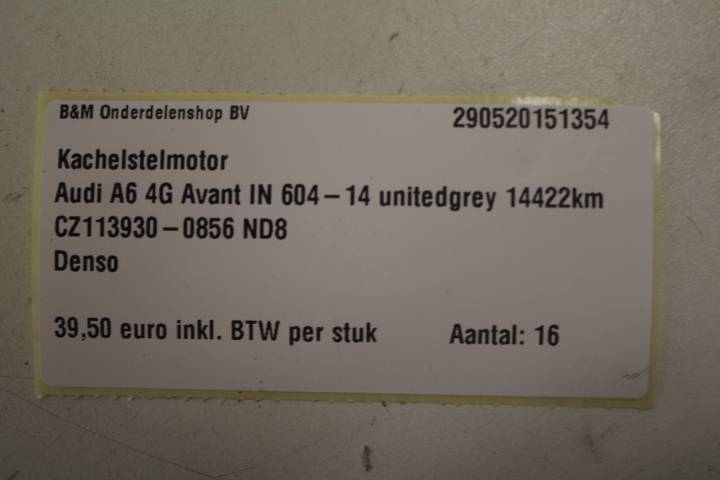 B&M Onderdelenshop BV 290520151354
Kachelstelmotor
Audi A6 4G Avant IN 604-14 unitedgrey 14422km
CZ113930-0856 ND8
Denso
39,50 euro inkl. BTW per stuk Aantal: 16